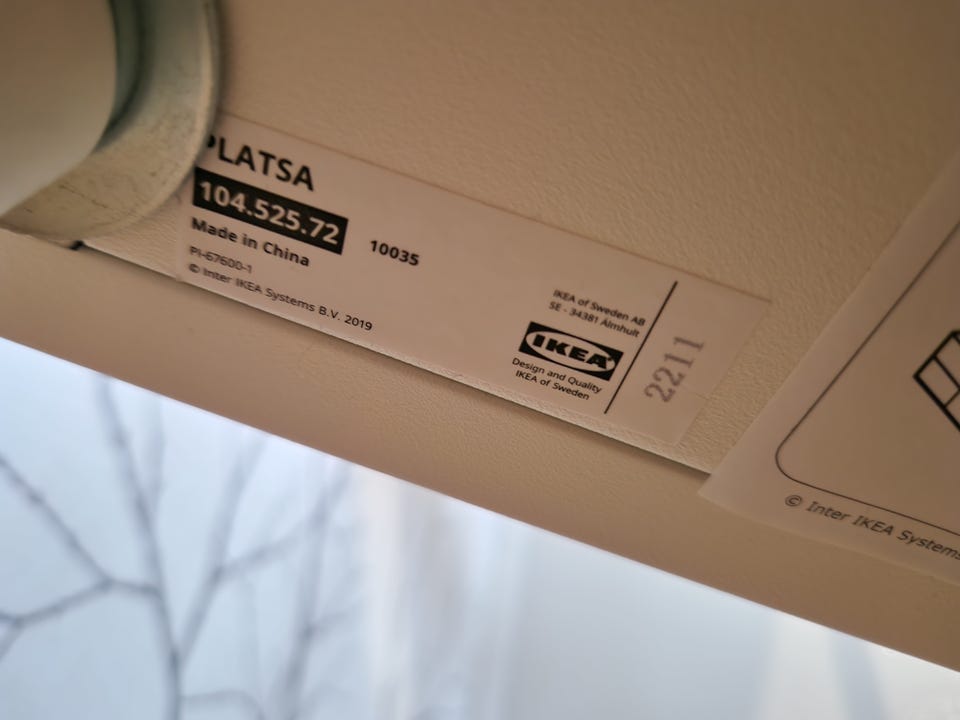 PLATSA
104.525.72
Made in China
10035
PI-67600-1
© Inter IKEA Systems B.V. 2019
IKEA of Sweden AB
SE - 34381 Älmhult
IKEA
Design and Quality
IKEA of Sweden
2211
© Inter IKEA Systems